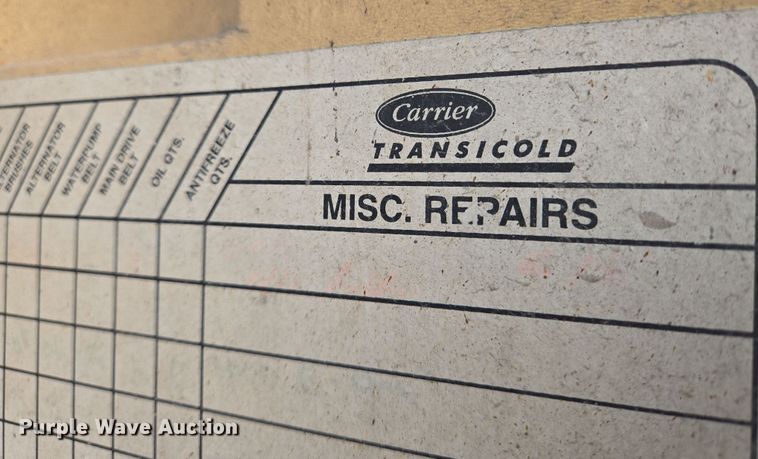 ALTERNATOR
BRUSHES
ALTERNATOR
BELT
WATERPUMP
BELT
MAIN DRIVE
BELT
OIL QTS.
ANTIFREEZE
QTS.
Carrier
TRANSICOLD
MISC. REPAIRS
Purple Wave Auction